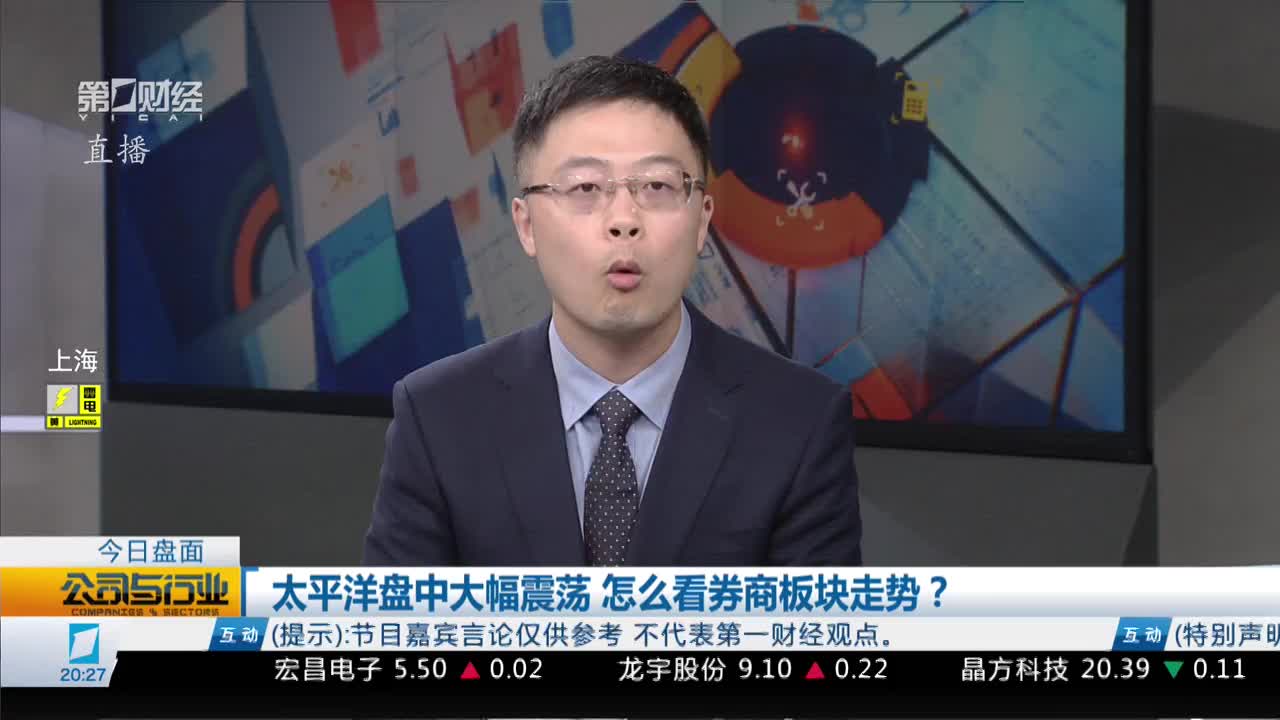 第一财经
YICAI
直播
上海
雷电
黄 LIGHTNING
今日盘面
公司与行业
COMPANIES & SECTORS
太平洋盘中大幅震荡 怎么看券商板块走势？
互动 (提示):节目嘉宾言论仅供参考 不代表第一财经观点。 互动 (特别声明
20:27
宏昌电子 5.50 ▲ 0.02 龙宇股份 9.10 ▲ 0.22 晶方科技 20.39 ▼ 0.11